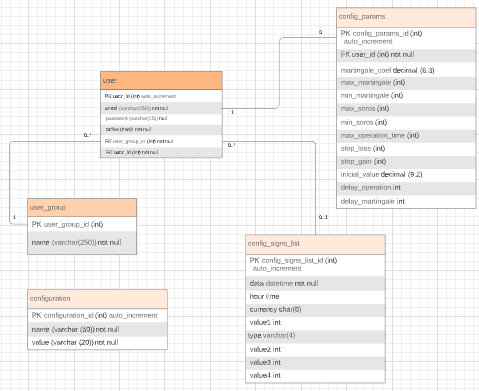 config_params
PK config_params_id (int)
auto_increment
FK user_id (int) not null
martingale_coef decimal (6.3)
max_martingale (int)
min_martingale (int)
max_soros (int)
min_soros (int)
max_operation_time (int)
stop_loss (int)
stop_gain (int)
inicial_value decimal (9.2)
delay_operation int
delay_martingale int
0
user
PK user_id (int) auto_increment
email (varchar(250)) not null
password (varchar(15)) null
active (bool) not null
FK user_group_id (int) not null
FK user_id (int) not null
1
0..*
0..*
user_group
PK user_group_id (int)
name (varchar(250)) not null
1
0..1
config_signs_list
PK config_signs_list_id (int)
auto_increment
data datetime not null
hour time
currency char(6)
value1 int
type varchar(4)
value2 int
value3 int
value4 int
configuration
PK configuration_id (int) auto_increment
name (varchar (50)) not null
value (varchar (20)) not null